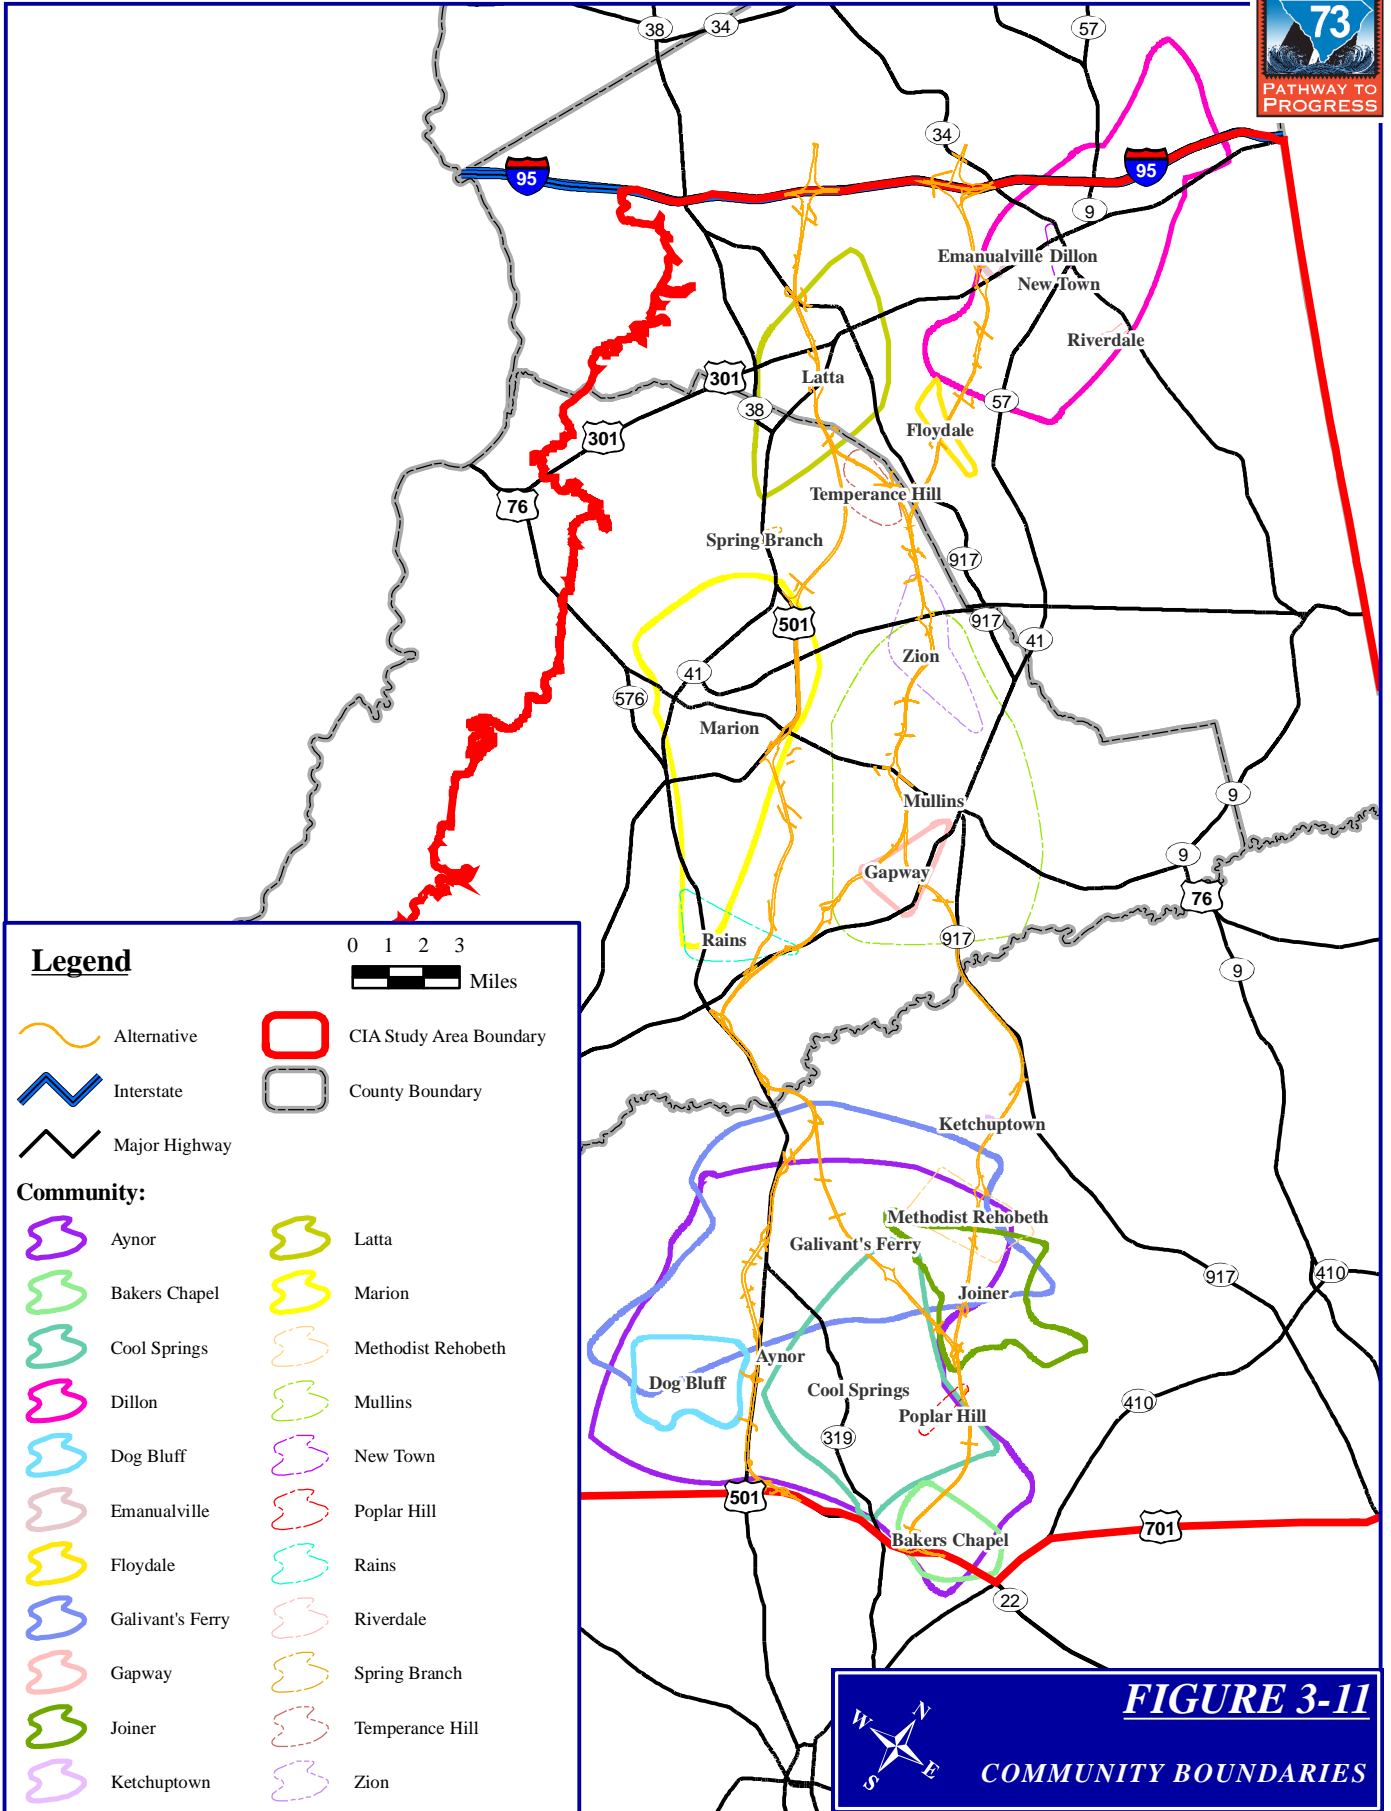 73
PATHWAY TO
PROGRESS
38
34
57
34
95
95
9
Emanualville Dillon
New Town
Riverdale
301
Latta
38
57
301
Floydale
76
Temperance Hill
Spring Branch
917
501
917
41
Zion
41
576
Marion
9
Mullins
9
Gapway
76
Rains
917
9
Legend
0 1 2 3
Miles
Alternative
CIA Study Area Boundary
Interstate
County Boundary
Major Highway
Community:
Aynor
Latta
Bakers Chapel
Marion
Cool Springs
Methodist Rehobeth
Dillon
Mullins
Dog Bluff
New Town
Emanualville
Poplar Hill
Floydale
Rains
Galivant's Ferry
Riverdale
Gapway
Spring Branch
Joiner
Temperance Hill
Ketchuptown
Zion
Ketchuptown
Methodist Rehobeth
Galivant's Ferry
917
410
Joiner
Aynor
Dog Bluff
Cool Springs
410
Poplar Hill
319
501
701
Bakers Chapel
22
FIGURE 3-11
N
W
E
S
COMMUNITY BOUNDARIES